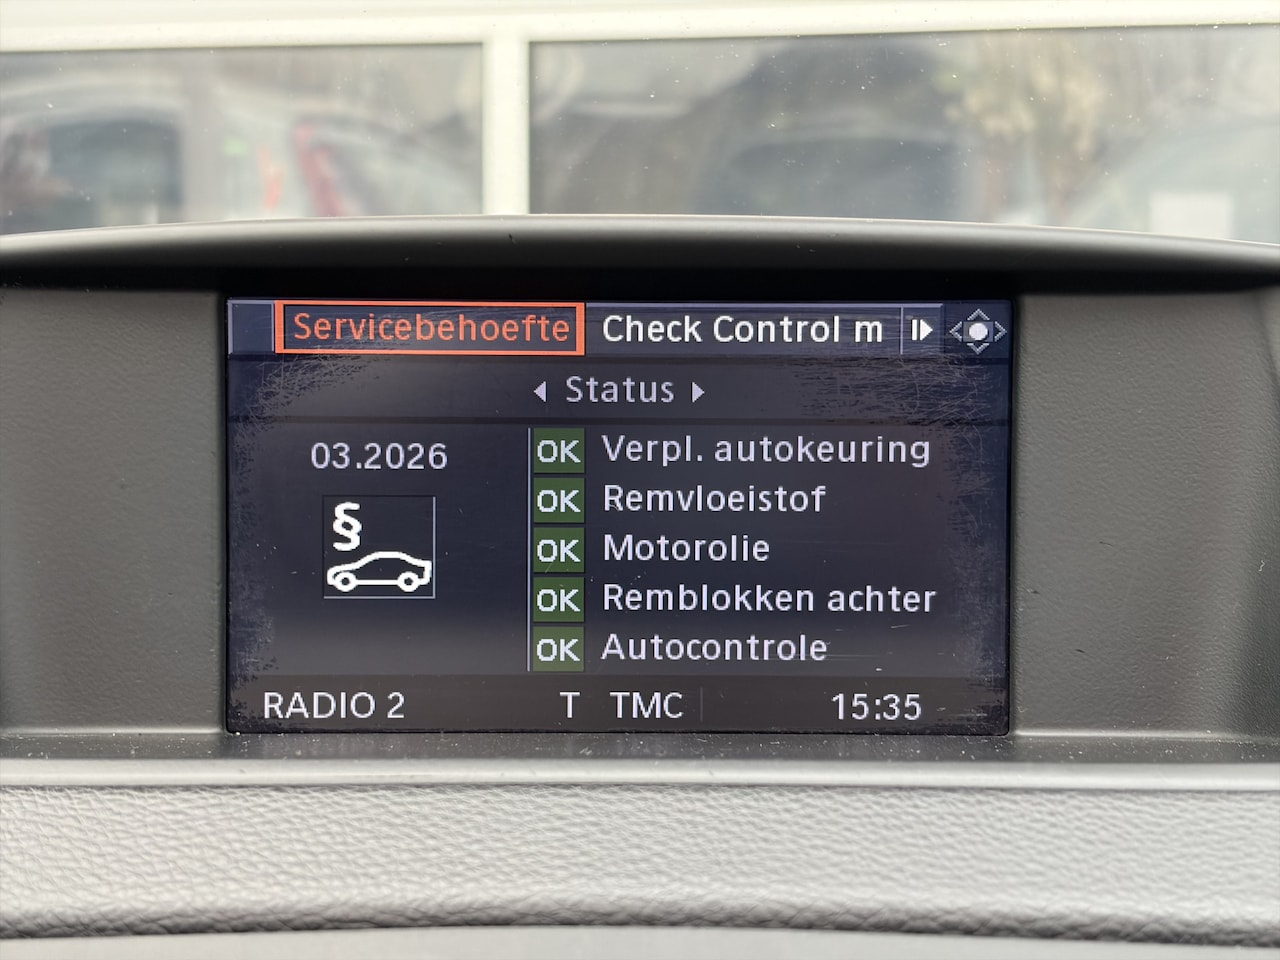 Servicebehoefte Check Control m
Status
03.2026
§
OK Verpl. autokeuring
OK Remvloeistof
OK Motorolie
OK Remblokken achter
OK Autocontrole
RADIO 2 T TMC 15:35